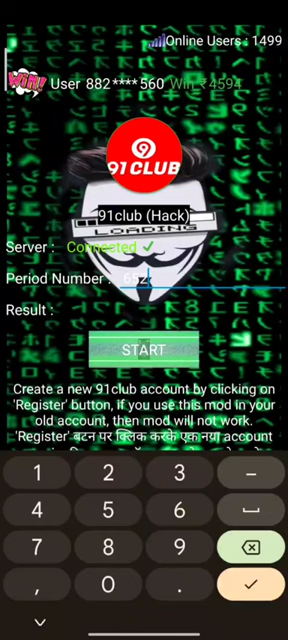 Online Users : 1499
WIN!
User 882****560 Win ₹4594
91 CLUB
91club (Hack)
LOADING
Server : Connected ✓
Period Number :
Result :
START
Create a new 91club account by clicking on
'Register' button, if you use this mod in your
old account, then mod will not work.
'Register' बटन पर क्लिक करके एक नया account
1 2 3 –
4 5 6
7 8 9
, 0 .